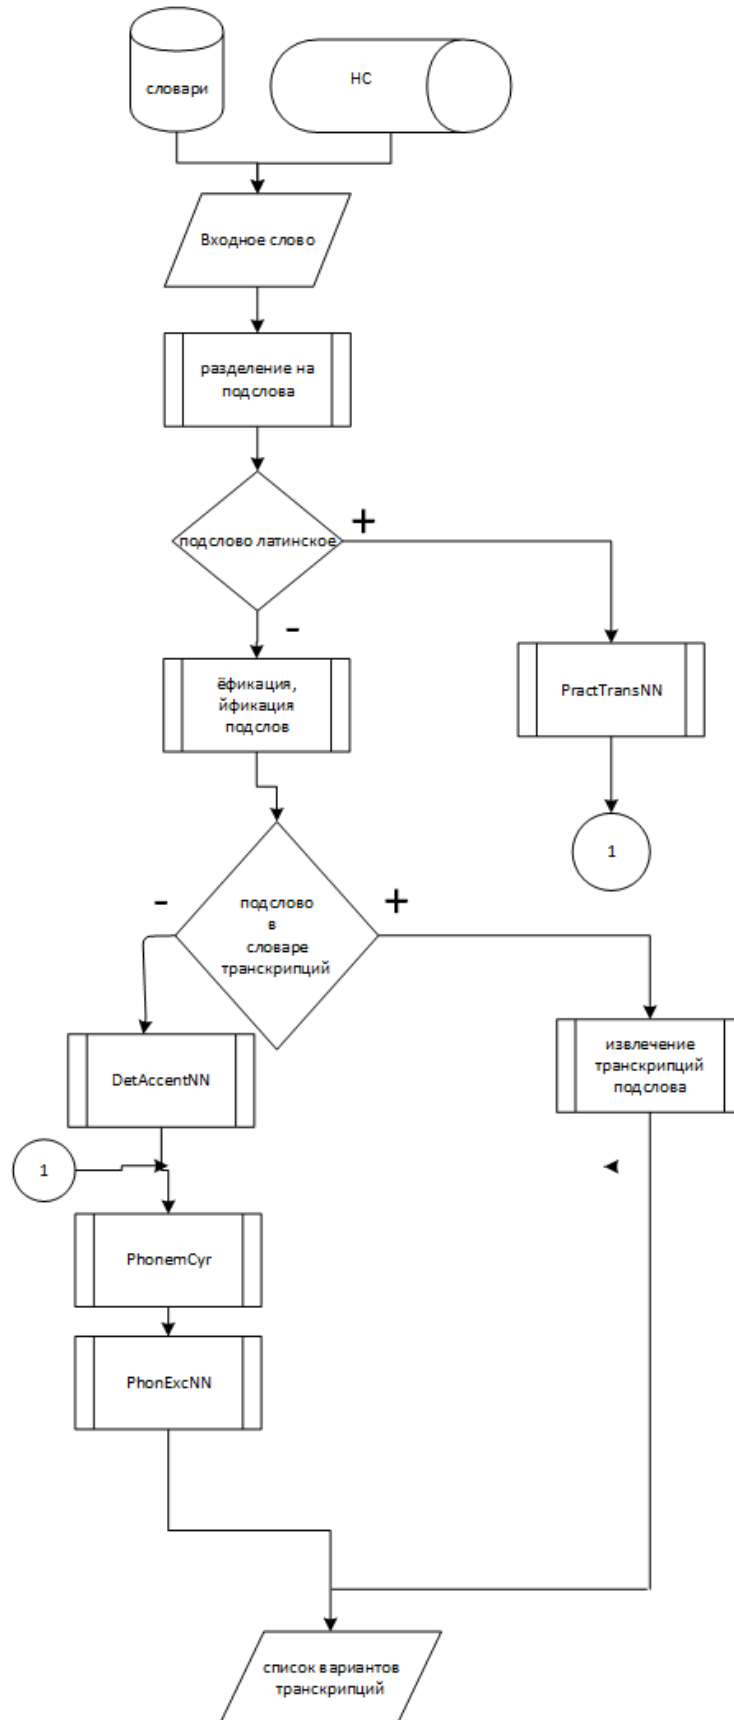 словари
НС
Входное слово
разделение на
подслова
подслово латинское
+
-
ёфикация,
йфикация
подслов
PractTransNN
1
-
+
подслово
в
словаре
транскрипций
DetAccentNN
извлечение
транскрипций
подслова
1
PhonemCyr
PhonExcNN
список вариантов
транскрипций